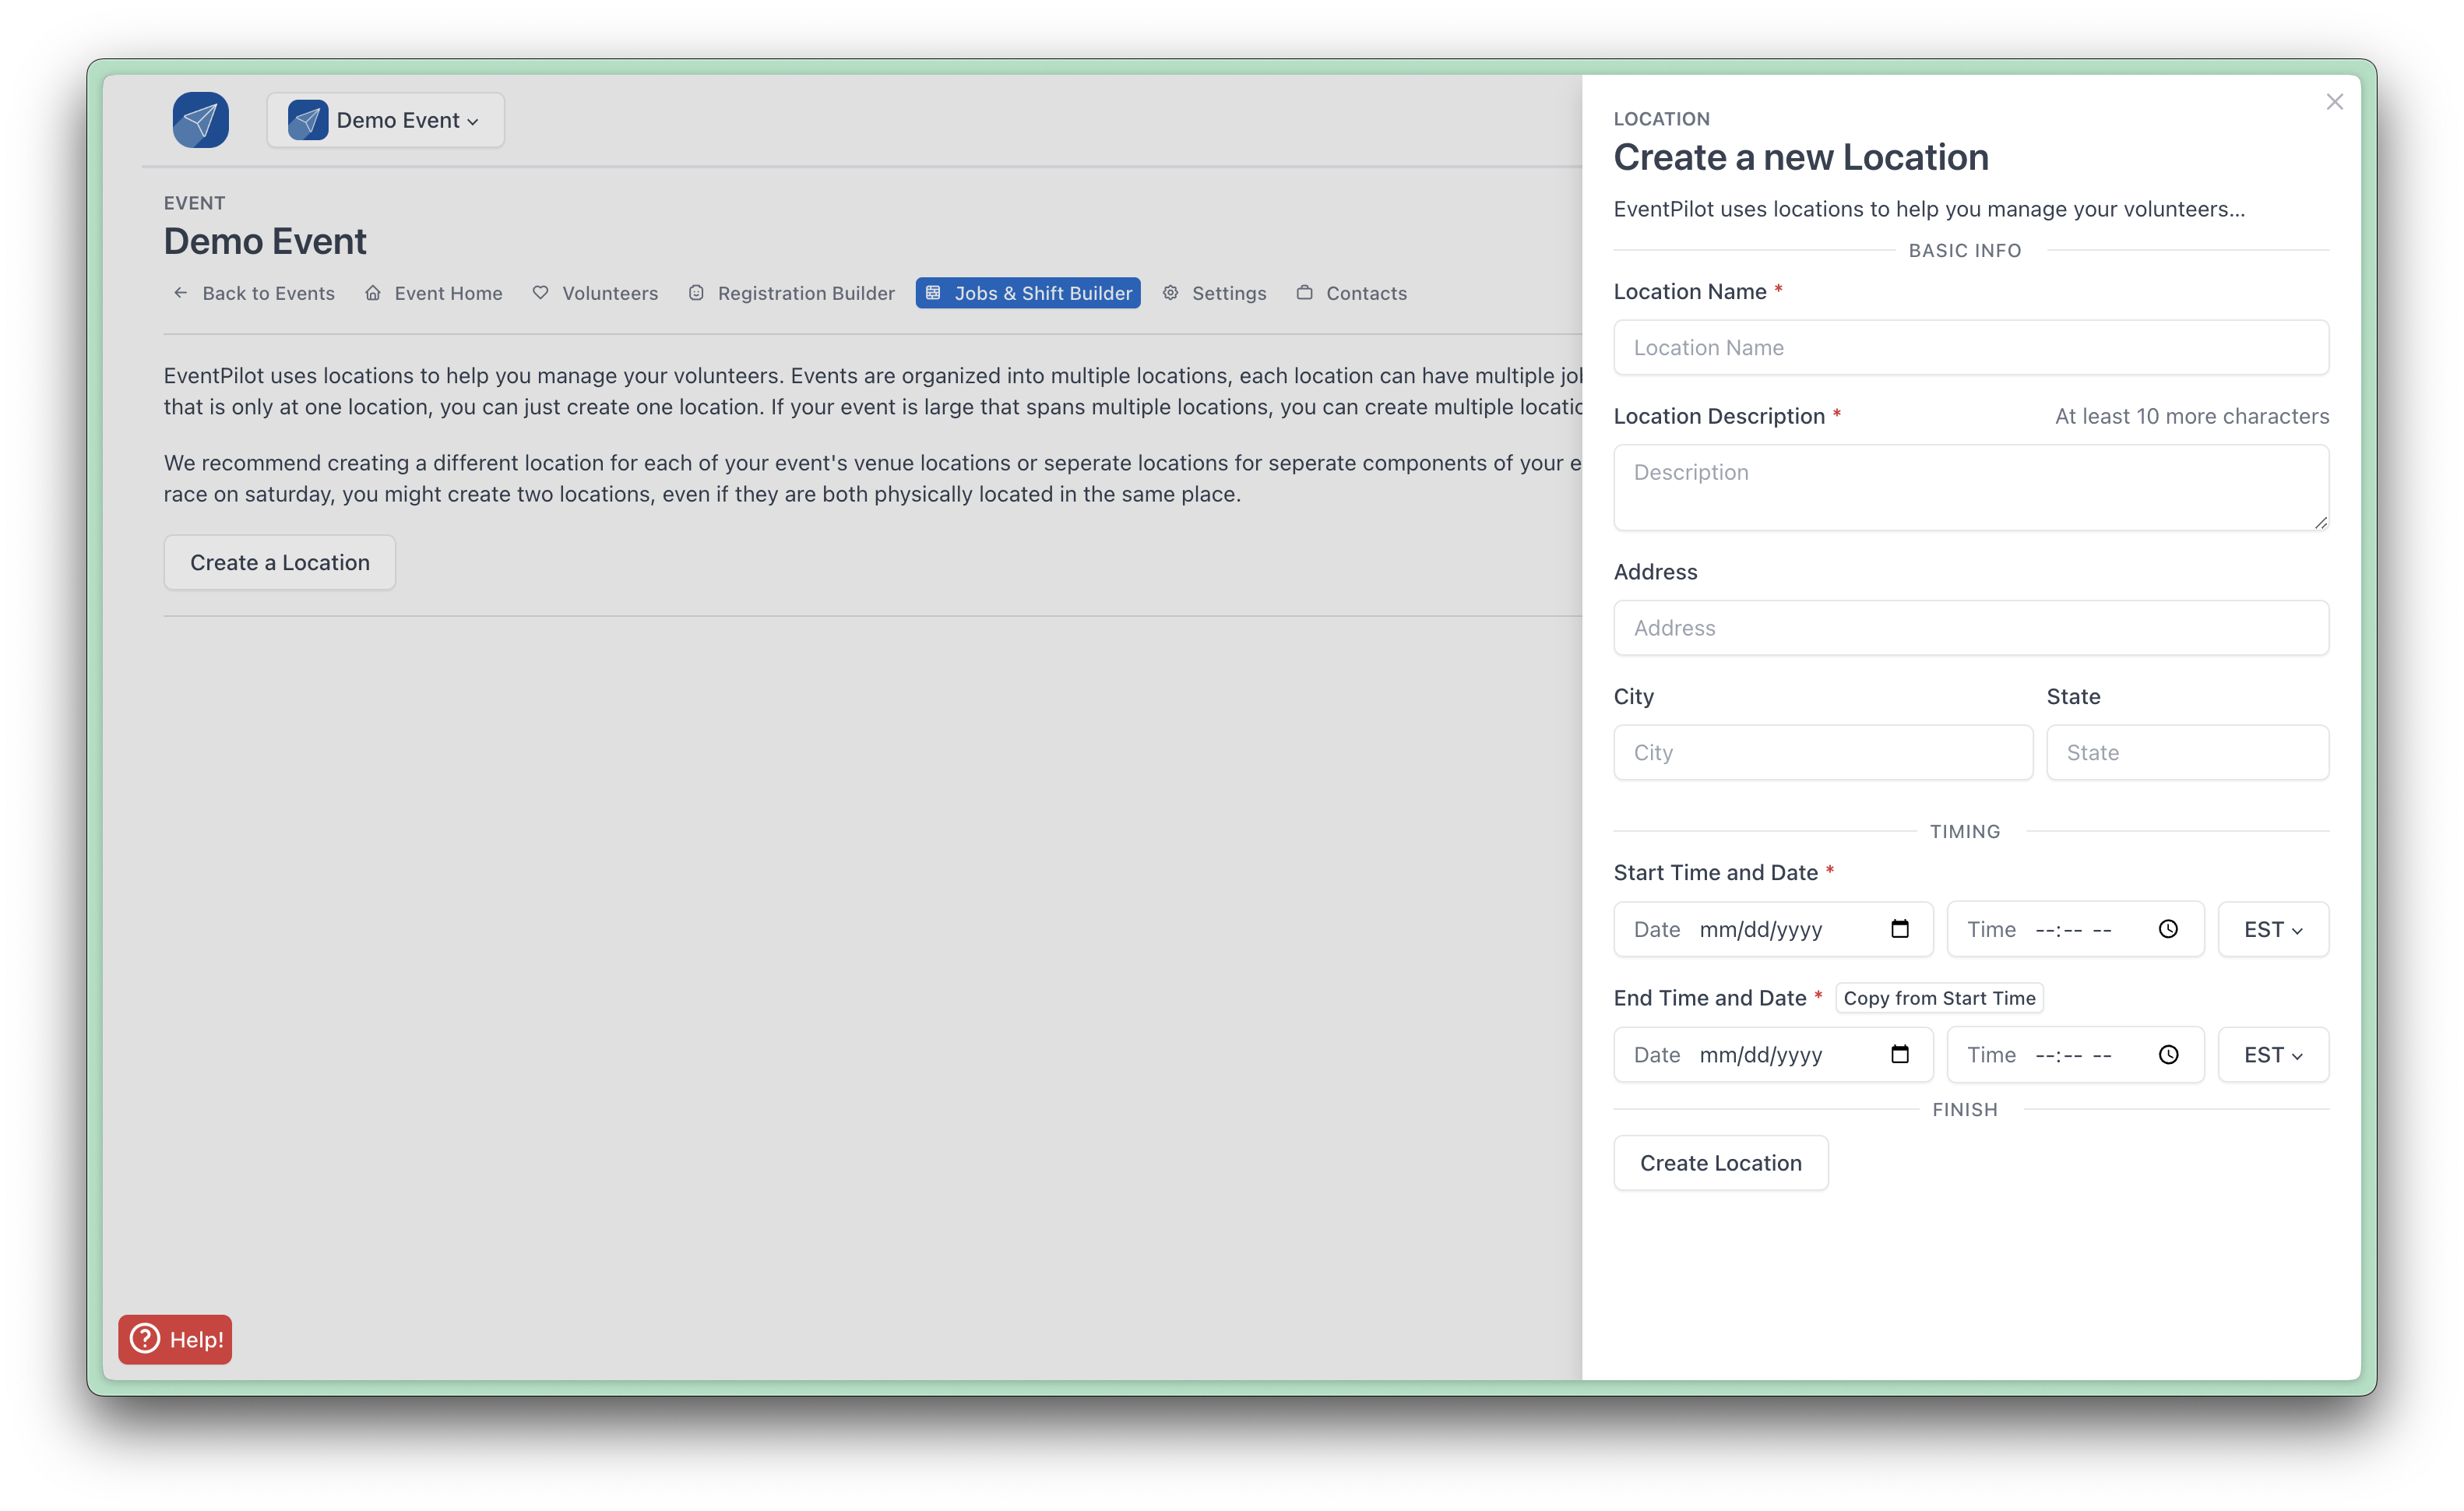 Demo Event
EVENT
Demo Event
Back to Events Event Home Volunteers Registration Builder Jobs & Shift Builder Settings Contacts
EventPilot uses locations to help you manage your volunteers. Events are organized into multiple locations, each location can have multiple
that is only at one location, you can just create one location. If your event is large that spans multiple locations, you can create multiple
We recommend creating a different location for each of your event's venue locations or seperate locations for seperate components of your
race on saturday, you might create two locations, even if they are both physically located in the same place.
Create a Location
Help!
LOCATION
Create a new Location
EventPilot uses locations to help you manage your volunteers...
BASIC INFO
Location Name *
Location Name
Location Description * At least 10 more characters
Description
Address
Address
City State
City State
TIMING
Start Time and Date *
Date mm/dd/yyyy Time --:-- -- EST
End Time and Date * Copy from Start Time
Date mm/dd/yyyy Time --:-- -- EST
FINISH
Create Location